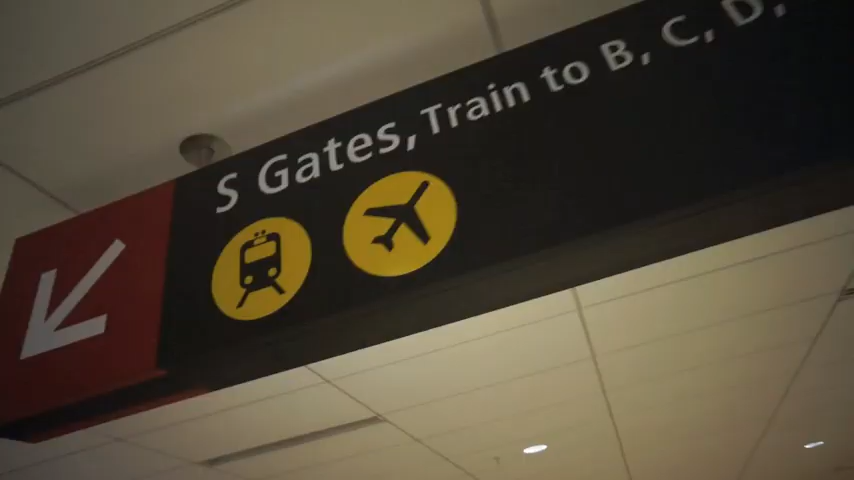 S Gates, Train to B, C, D,